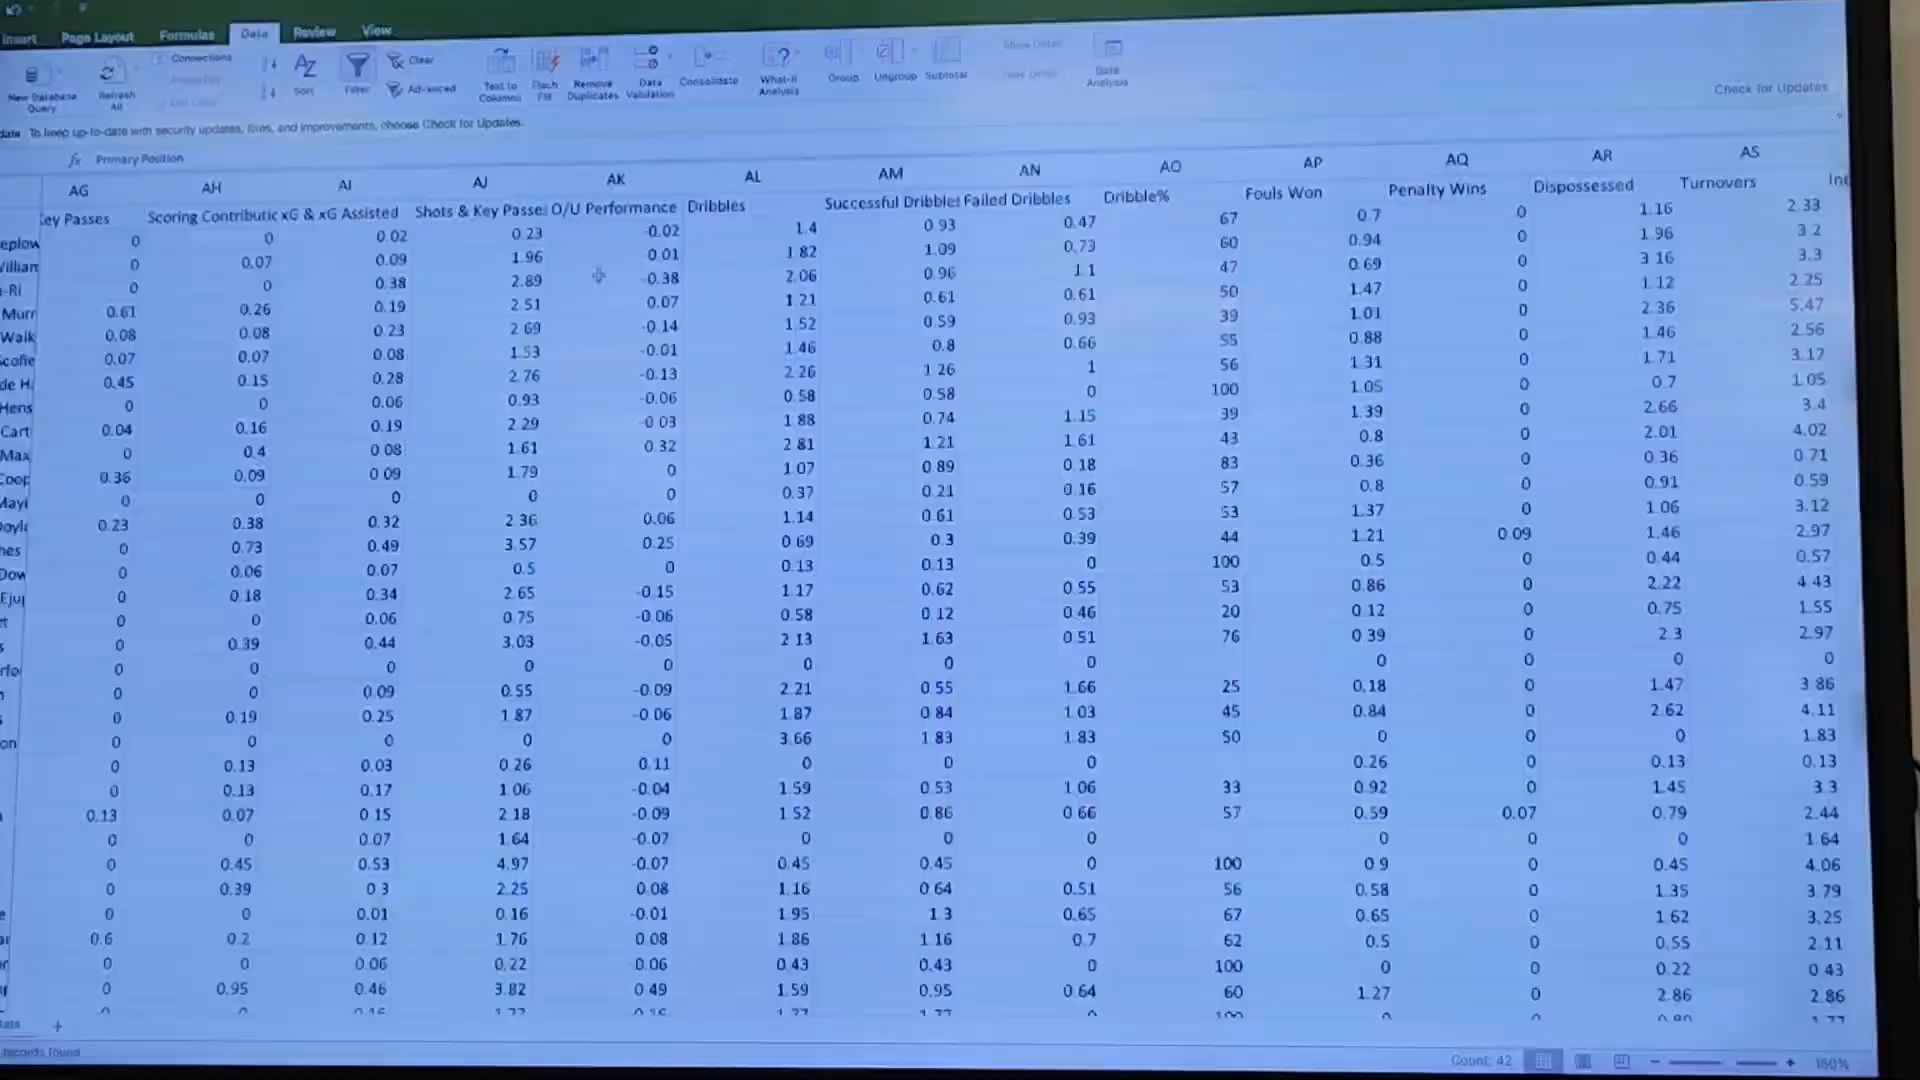 Insert Page Layout Formulas Data Review View
New Database Query Refresh All Connections Sort Filter Clear Advanced Text to Columns Flash Fill Remove Duplicates Data Validation Consolidate What-If Analysis Group Ungroup Subtotal Show Detail Data Analysis
Check for Updates
date To keep up-to-date with security updates, fixes, and improvements, choose Check for Updates.
fx Primary Position
AG AH AI AJ AK AL AM AN AO AP AQ AR AS
Key Passes Scoring Contributic xG & xG Assisted Shots & Key Passe: O/U Performance Dribbles Successful Dribble: Failed Dribbles Dribble% Fouls Won Penalty Wins Dispossessed Turnovers Inc
eplow 0 0 0.02 0.23 -0.02 1.4 0.93 0.47 67 0.7 0 1.16 2.33
Willian 0 0.07 0.09 1.96 0.01 1.82 1.09 0.73 60 0.94 0 1.96 3.2
-Ri 0 0 0.38 2.89 -0.38 2.06 0.96 1.1 47 0.69 0 3.16 3.3
Murr 0.61 0.26 0.19 2.51 0.07 1.21 0.61 0.61 50 1.47 0 1.12 2.25
Walk 0.08 0.08 0.23 2.69 -0.14 1.52 0.59 0.93 39 1.01 0 2.36 5.47
Scofie 0.07 0.07 0.08 1.53 -0.01 1.46 0.8 0.66 55 0.88 0 1.46 2.56
de H 0.45 0.15 0.28 2.76 -0.13 2.26 1.26 1 56 1.31 0 1.71 3.17
Hens 0 0 0.06 0.93 -0.06 0.58 0.58 0 100 1.05 0 0.7 1.05
Cart 0.04 0.16 0.19 2.29 -0.03 1.88 0.74 1.15 39 1.39 0 2.66 3.4
Max 0 0.4 0.08 1.61 0.32 2.81 1.21 1.61 43 0.8 0 2.01 4.02
Coop 0.36 0.09 0.09 1.79 0 1.07 0.89 0.18 83 0.36 0 0.36 0.71
Mayi 0 0 0 0 0 0.37 0.21 0.16 57 0.8 0 0.91 0.59
Doyle 0.23 0.38 0.32 2.36 0.06 1.14 0.61 0.53 53 1.37 0 1.06 3.12
hes 0 0.73 0.49 3.57 0.25 0.69 0.3 0.39 44 1.21 0.09 1.46 2.97
Dow 0 0.06 0.07 0.5 0 0.13 0.13 0 100 0.5 0 0.44 0.57
Ejup 0 0.18 0.34 2.65 -0.15 1.17 0.62 0.55 53 0.86 0 2.22 4.43
rt 0 0 0.06 0.75 -0.06 0.58 0.12 0.46 20 0.12 0 0.75 1.55
s 0 0.39 0.44 3.03 -0.05 2.13 1.63 0.51 76 0.39 0 2.3 2.97
rfo 0 0 0 0 0 0 0 0 0 0 0 0
n 0 0 0.09 0.55 -0.09 2.21 0.55 1.66 25 0.18 0 1.47 3.86
s 0 0.19 0.25 1.87 -0.06 1.87 0.84 1.03 45 0.84 0 2.62 4.11
on 0 0 0 0 0 3.66 1.83 1.83 50 0 0 0 1.83
0 0.13 0.03 0.26 0.11 0 0 0 0.26 0 0.13 0.13
0 0.13 0.17 1.06 -0.04 1.59 0.53 1.06 33 0.92 0 1.45 3.3
0.13 0.07 0.15 2.18 -0.09 1.52 0.86 0.66 57 0.59 0.07 0.79 2.44
0 0 0.07 1.64 -0.07 0 0 0 0 0 0 1.64
0 0.45 0.53 4.97 -0.07 0.45 0.45 0 100 0.9 0 0.45 4.06
0 0.39 0.3 2.25 0.08 1.16 0.64 0.51 56 0.58 0 1.35 3.79
e 0 0 0.01 0.16 -0.01 1.95 1.3 0.65 67 0.65 0 1.62 3.25
0.6 0.2 0.12 1.76 0.08 1.86 1.16 0.7 62 0.5 0 0.55 2.11
0 0 0.06 0.22 0.06 0.43 0.43 0 100 0 0 0.22 0.43
0 0.95 0.46 3.82 0.49 1.59 0.95 0.64 60 1.27 0 2.86 2.86
+
records found Count: 42 150%